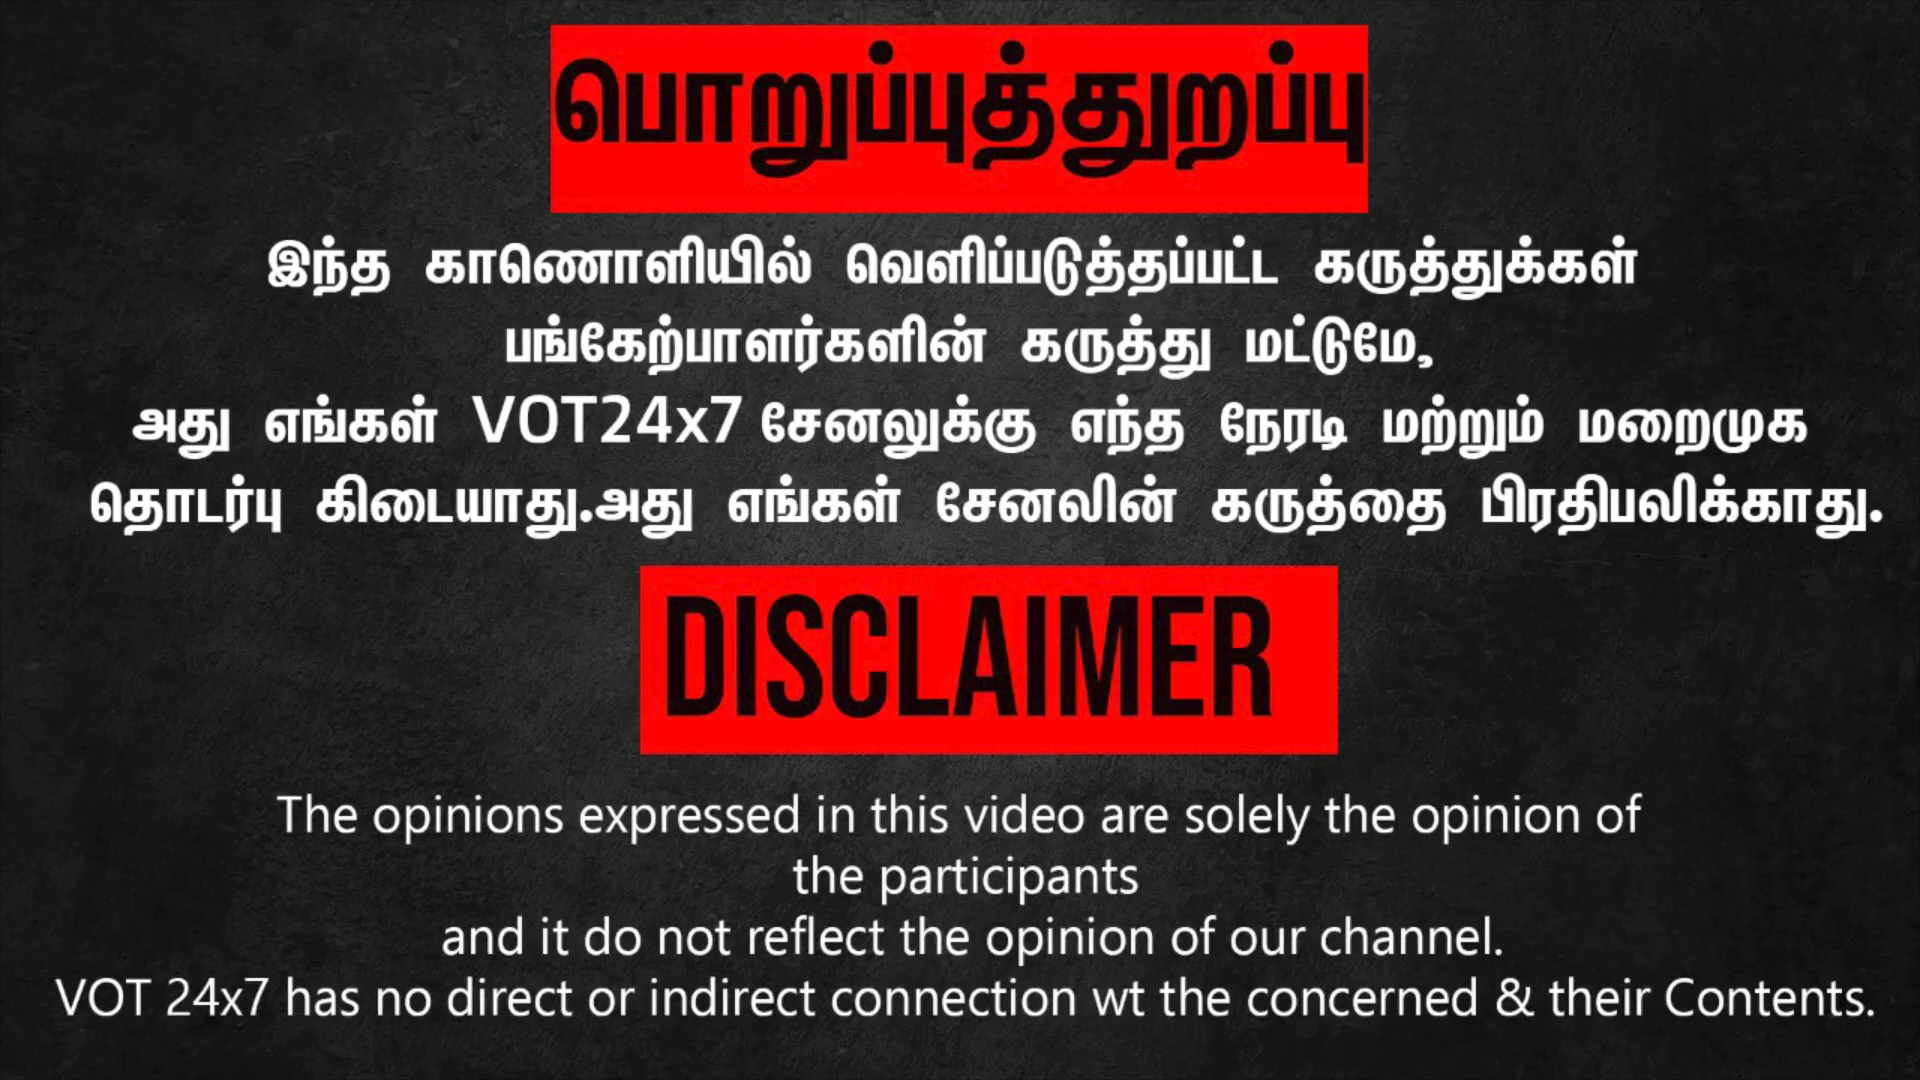 பொறுப்புத்துறப்பு
இந்த காணொளியில் வெளிப்படுத்தப்பட்ட கருத்துக்கள்
பங்கேற்பாளர்களின் கருத்து மட்டுமே,
அது எங்கள் VOT24x7 சேனலுக்கு எந்த நேரடி மற்றும் மறைமுக
தொடர்பு கிடையாது.அது எங்கள் சேனலின் கருத்தை பிரதிபலிக்காது.
DISCLAIMER
The opinions expressed in this video are solely the opinion of
the participants
and it do not reflect the opinion of our channel.
VOT 24x7 has no direct or indirect connection wt the concerned & their Contents.